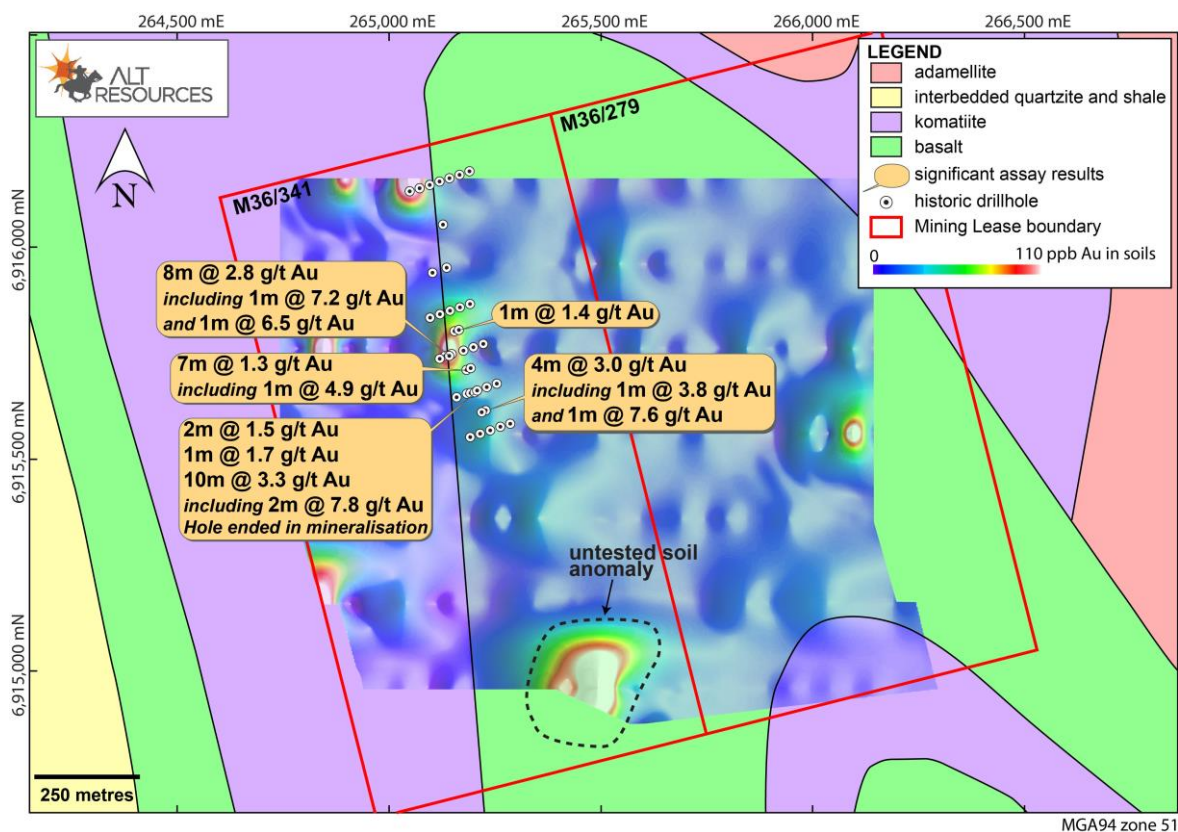 264,500 mE
265,000 mE
265,500 mE
266,000 mE
266,500 mE
ALT
RESOURCES
N
LEGEND
adamellite
interbedded quartzite and shale
komatiite
basalt
significant assay results
historic drillhole
Mining Lease boundary
0
110 ppb Au in soils
M36/279
M36/341
6,916,000 mN
8m @ 2.8 g/t Au
including 1m @ 7.2 g/t Au
and 1m @ 6.5 g/t Au
1m @ 1.4 g/t Au
7m @ 1.3 g/t Au
including 1m @ 4.9 g/t Au
4m @ 3.0 g/t Au
including 1m @ 3.8 g/t Au
and 1m @ 7.6 g/t Au
2m @ 1.5 g/t Au
1m @ 1.7 g/t Au
10m @ 3.3 g/t Au
including 2m @ 7.8 g/t Au
Hole ended in mineralisation
6,915,500 mN
untested soil
anomaly
6,915,000 mN
250 metres
MGA94 zone 51